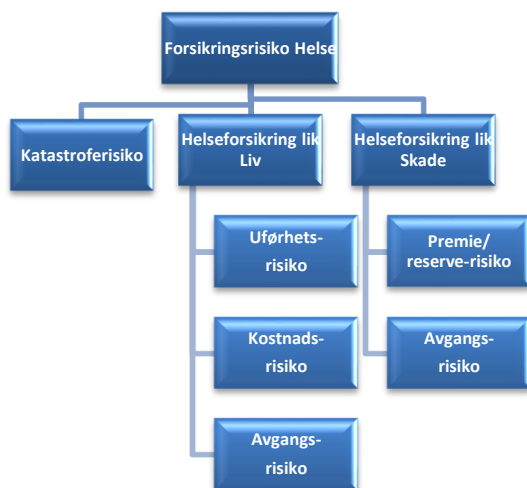 Forsikringsrisiko Helse
Katastroferisiko
Helseforsikring lik
Liv
Helseforsikring lik
Skade
Uførhets-
risiko
Kostnads-
risiko
Avgangs-
risiko
Premie/
reserve-risiko
Avgangs-
risiko